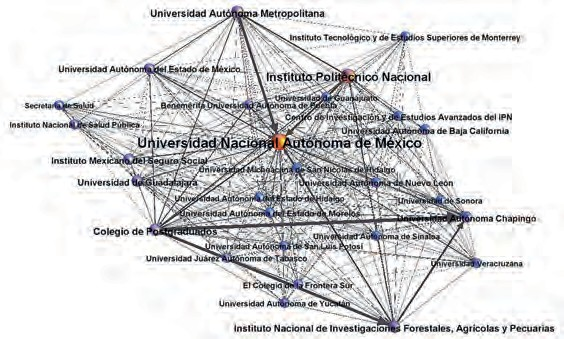 Universidad Autónoma Metropolitana
Instituto Tecnológico y de Estudios Superiores de Monterrey
Universidad Autónoma del Estado de México
Instituto Politécnico Nacional
Universidad de Guanajuato
Secretaría de Salud
Benemérita Universidad Autónoma de Puebla
Centro de Investigación y de Estudios Avanzados del IPN
Instituto Nacional de Salud Pública
Universidad Autónoma de Baja California
Universidad Nacional Autónoma de México
Instituto Mexicano del Seguro Social
Universidad Michoacana de San Nicolás de Hidalgo
Universidad de Guadalajara
Universidad Autónoma de Nuevo León
Universidad Autónoma del Estado de Hidalgo
Universidad de Sonora
Universidad Autónoma del Estado de Morelos
Universidad Autónoma Chapingo
Colegio de Postgraduados
Universidad Autónoma de Sinaloa
Universidad Autónoma de San Luis Potosí
Universidad Juárez Autónoma de Tabasco
Universidad Veracruzana
El Colegio de la Frontera Sur
Universidad Autónoma de Yucatán
Instituto Nacional de Investigaciones Forestales, Agrícolas y Pecuarias